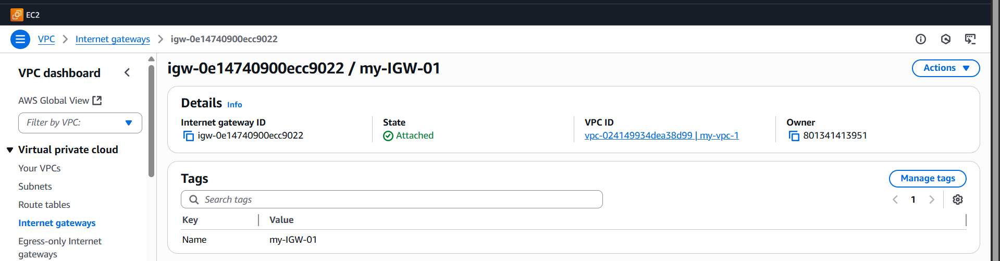 EC2
VPC > Internet gateways > igw-0e14740900ecc9022
VPC dashboard
AWS Global View
Filter by VPC:
Virtual private cloud
Your VPCs
Subnets
Route tables
Internet gateways
Egress-only Internet
gateways
igw-0e14740900ecc9022 / my-IGW-01
Actions
Details Info
Internet gateway ID
igw-0e14740900ecc9022
State
Attached
VPC ID
vpc-024149934dea38d99 | my-vpc-1
Owner
801341413951
Tags
Manage tags
Search tags
1
Key Value
Name my-IGW-01